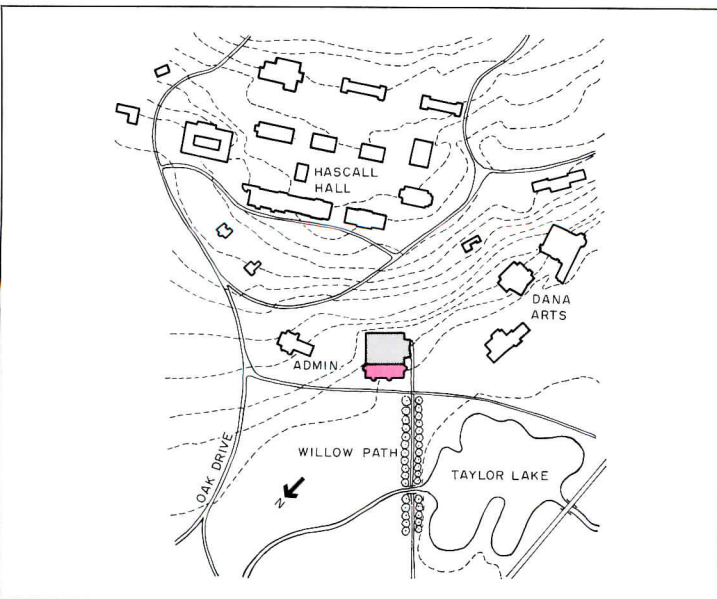 HASCALL
HALL
DANA
ARTS
ADMIN.
WILLOW PATH
TAYLOR LAKE
OAK DRIVE
N